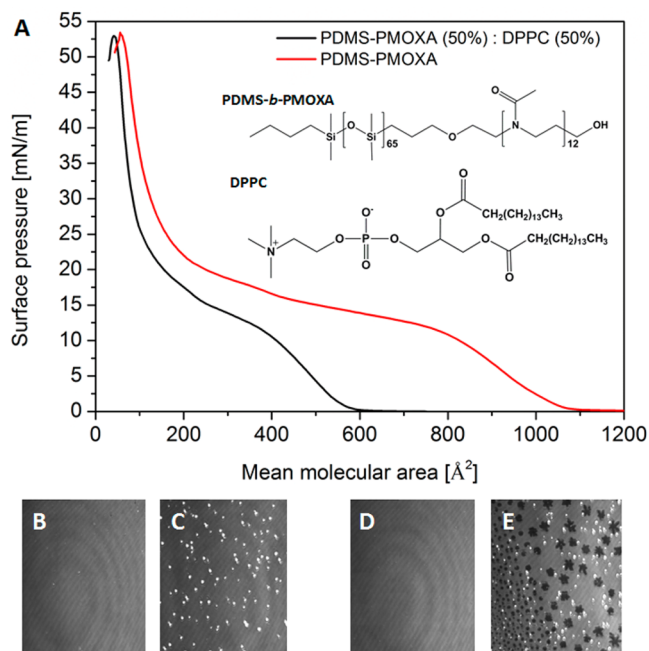 A
PDMS-PMOXA (50%) : DPPC (50%)
PDMS-PMOXA
PDMS-b-PMOXA
O
Si
O
Si
65
O
N
12
OH
DPPC
O
CH₂(CH₂)₁₃CH₃
O⁻
O
N⁺
O
P
O
O
CH₂(CH₂)₁₃CH₃
O
O
Surface pressure [mN/m]
55
50
45
40
35
30
25
20
15
10
5
0
0 200 400 600 800 1000 1200
Mean molecular area [Å²]
B C D E